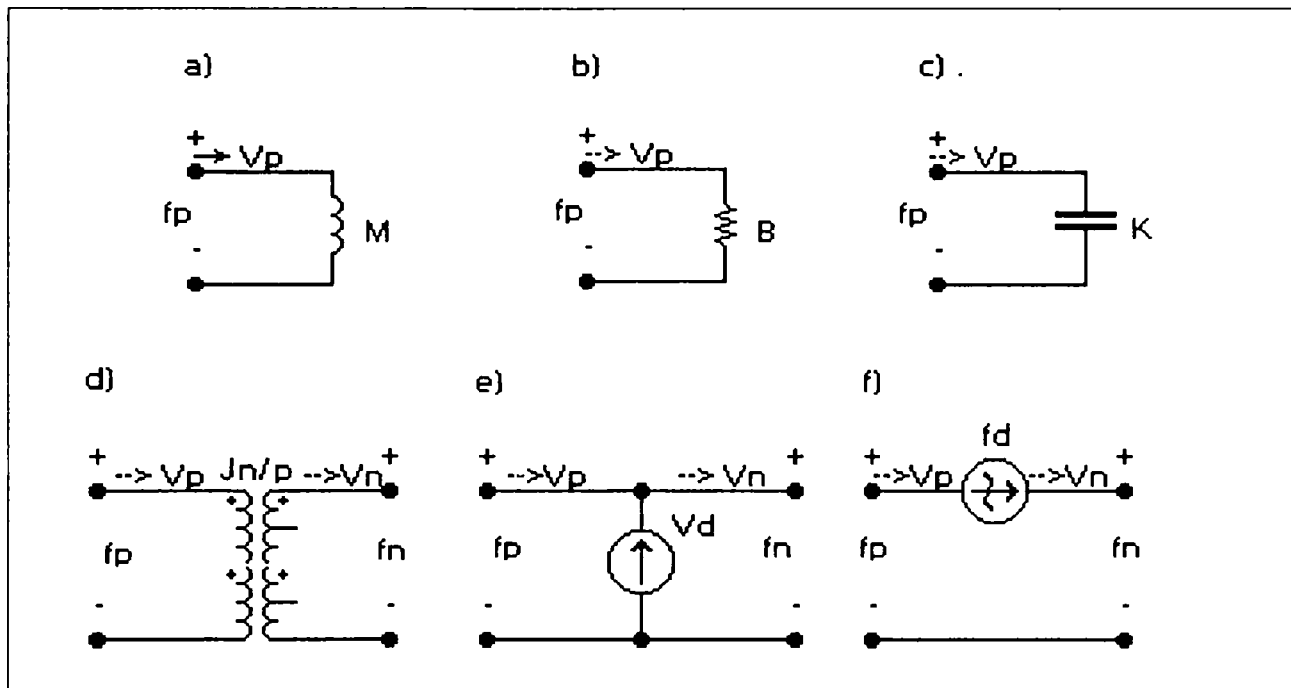 a) b) c) .
+ + +
--> Vp --> Vp --> Vp
fp M fp B fp K
- - -
d) e) f)
fd
+ --> Vp Jn/p --> Vn + + --> Vp --> Vn + + --> Vp --> Vn +
+ + Vd
fp fn fp fn fp fn
+ +
- - - - - -